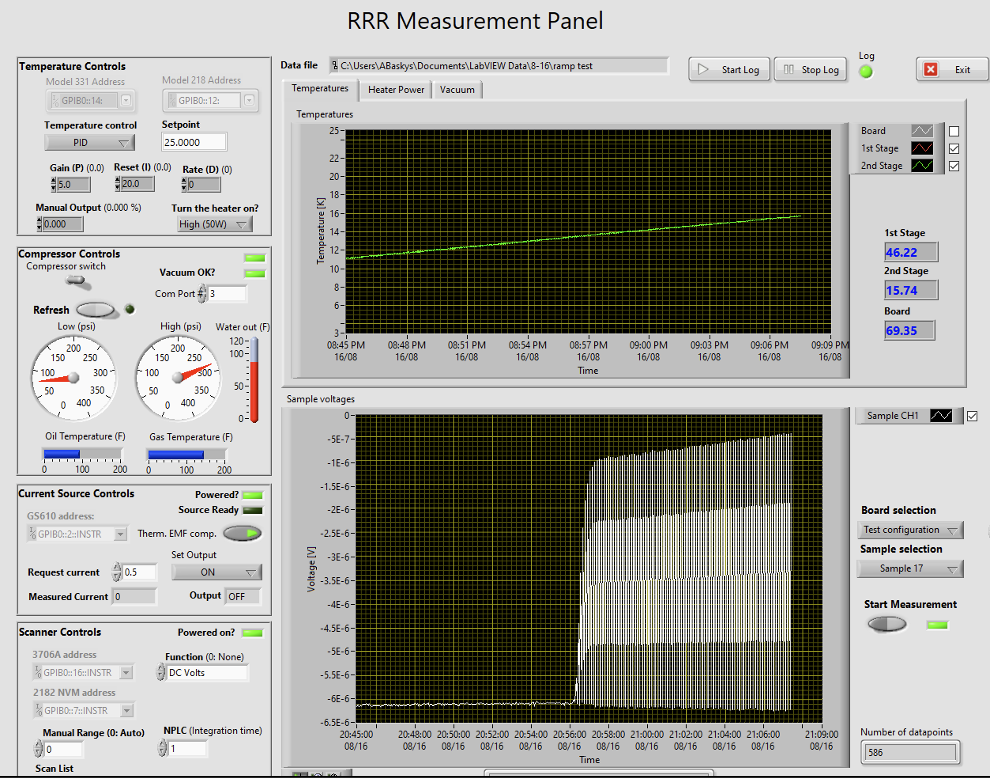 RRR Measurement Panel
Temperature Controls
Model 331 Address
Model 218 Address
GPIB0::14:
GPIB0::12:
Temperature control
Setpoint
PID
25.0000
Gain (P) (0.0)
Reset (I) (0.0)
Rate (D) (0)
5.0
20.0
0
Manual Output (0.000 %)
Turn the heater on?
0.000
High (50W)
Compressor Controls
Compressor switch
Vacuum OK?
Com Port #
3
Refresh
Low (psi)
High (psi)
Water out (F)
0 50 100 150 200 250 300 350 400
0 50 100 150 200 250 300 350 400
120
100
50
0
Oil Temperature (F)
Gas Temperature (F)
0 100 200
0 100 200
Current Source Controls
Powered?
Source Ready
GS610 address:
GPIB0::2::INSTR
Therm. EMF comp.
Set Output
Request current
0.5
ON
Measured Current
0
Output
OFF
Scanner Controls
Powered on?
3706A address
Function (0: None)
GPIB0::16::INSTR
DC Volts
2182 NVM address
GPIB0::7::INSTR
Manual Range (0: Auto)
NPLC (Integration time)
0
1
Scan List
Data file
C:\Users\ABaskys\Documents\LabVIEW Data\8-16\ramp test
Start Log
Stop Log
Log
Exit
Temperatures
Heater Power
Vacuum
Temperatures
Temperature [K]
25
22
20
18
16
14
12
10
8
6
3
08:45 PM 08:48 PM 08:51 PM 08:54 PM 08:57 PM 09:00 PM 09:03 PM 09:06 PM 09:09 PM
16/08 16/08 16/08 16/08 16/08 16/08 16/08 16/08 16/08
Time
Board
1st Stage
2nd Stage
1st Stage
46.22
2nd Stage
15.74
Board
69.35
Sample voltages
Voltage [V]
0
-5E-7
-1E-6
-1.5E-6
-2E-6
-2.5E-6
-3E-6
-3.5E-6
-4E-6
-4.5E-6
-5E-6
-5.5E-6
-6E-6
-6.5E-6
20:45:00 20:48:00 20:50:00 20:52:00 20:54:00 20:56:00 20:58:00 21:00:00 21:02:00 21:04:00 21:06:00 21:09:00
08/16 08/16 08/16 08/16 08/16 08/16 08/16 08/16 08/16 08/16 08/16 08/16
Time
Sample CH1
Board selection
Test configuration
Sample selection
Sample 17
Start Measurement
Number of datapoints
586